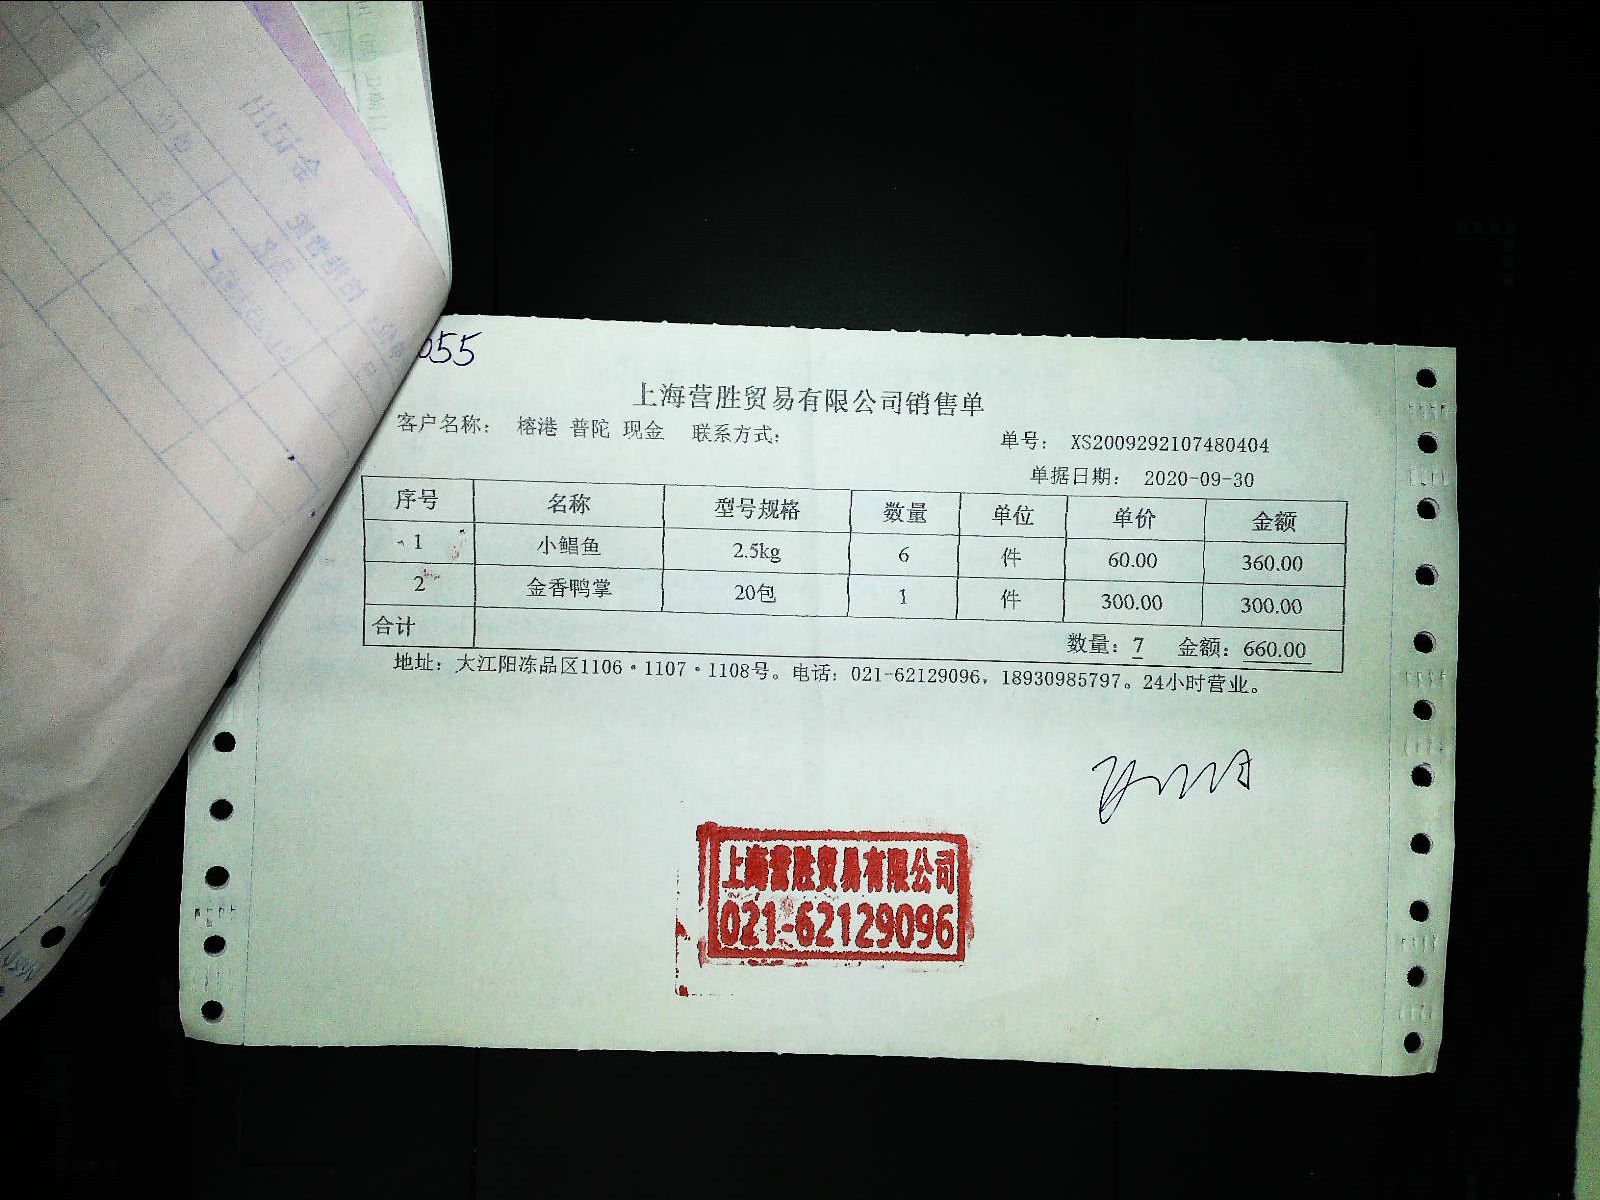 055
上海营胜贸易有限公司销售单
客户名称: 榕港 普陀 现金 联系方式:
单号: XS2009292107480404
单据日期: 2020-09-30
序号 名称 型号规格 数量 单位 单价 金额
1 小鲳鱼 2.5kg 6 件 60.00 360.00
2 金香鸭掌 20包 1 件 300.00 300.00
合计 数量: 7 金额: 660.00
地址: 大江阳冻品区1106·1107·1108号。电话: 021-62129096, 18930985797。24小时营业。
上海营胜贸易有限公司
021-62129096